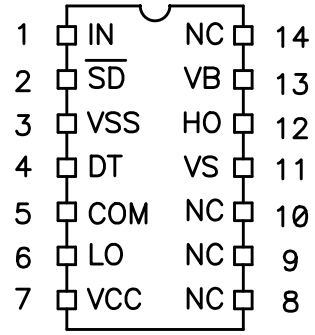 1 IN NC 14
2 S̅D̅ VB 13
3 VSS HO 12
4 DT VS 11
5 COM NC 10
6 LO NC 9
7 VCC NC 8